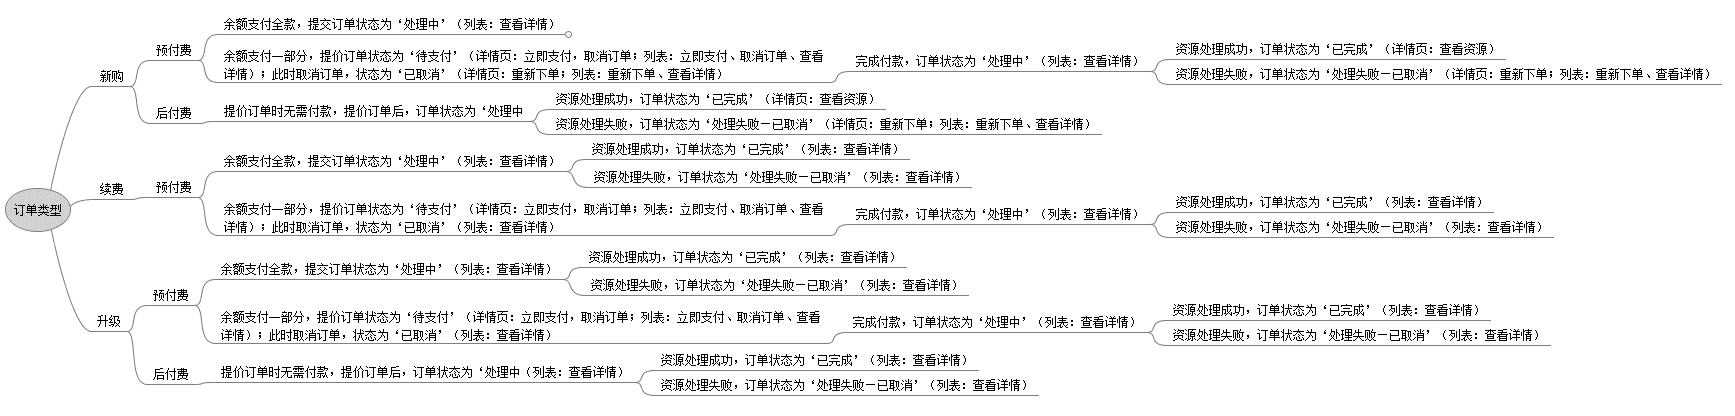 订单类型
新购
预付费
余额支付全款，提交订单状态为‘处理中’（列表：查看详情）
余额支付一部分，提价订单状态为‘待支付’（详情页：立即支付，取消订单；列表：立即支付、取消订单、查看
详情）；此时取消订单，状态为‘已取消’（详情页：重新下单；列表：重新下单、查看详情）
完成付款，订单状态为‘处理中’（列表：查看详情）
资源处理成功，订单状态为‘已完成’（详情页：查看资源）
资源处理失败，订单状态为‘处理失败－已取消’（详情页：重新下单；列表：重新下单、查看详情）
后付费
提价订单时无需付款，提价订单后，订单状态为‘处理中
资源处理成功，订单状态为‘已完成’（详情页：查看资源）
资源处理失败，订单状态为‘处理失败－已取消’（详情页：重新下单；列表：重新下单、查看详情）
续费
预付费
余额支付全款，提交订单状态为‘处理中’（列表：查看详情）
资源处理成功，订单状态为‘已完成’（列表：查看详情）
资源处理失败，订单状态为‘处理失败－已取消’（列表：查看详情）
余额支付一部分，提价订单状态为‘待支付’（详情页：立即支付，取消订单；列表：立即支付、取消订单、查看
详情）；此时取消订单，状态为‘已取消’（列表：查看详情）
完成付款，订单状态为‘处理中’（列表：查看详情）
资源处理成功，订单状态为‘已完成’（列表：查看详情）
资源处理失败，订单状态为‘处理失败－已取消’（列表：查看详情）
升级
预付费
余额支付全款，提交订单状态为‘处理中’（列表：查看详情）
资源处理成功，订单状态为‘已完成’（列表：查看详情）
资源处理失败，订单状态为‘处理失败－已取消’（列表：查看详情）
余额支付一部分，提价订单状态为‘待支付’（详情页：立即支付，取消订单；列表：立即支付、取消订单、查看
详情）；此时取消订单，状态为‘已取消’（列表：查看详情）
完成付款，订单状态为‘处理中’（列表：查看详情）
资源处理成功，订单状态为‘已完成’（列表：查看详情）
资源处理失败，订单状态为‘处理失败－已取消’（列表：查看详情）
后付费
提价订单时无需付款，提价订单后，订单状态为‘处理中（列表：查看详情）
资源处理成功，订单状态为‘已完成’（列表：查看详情）
资源处理失败，订单状态为‘处理失败－已取消’（列表：查看详情）